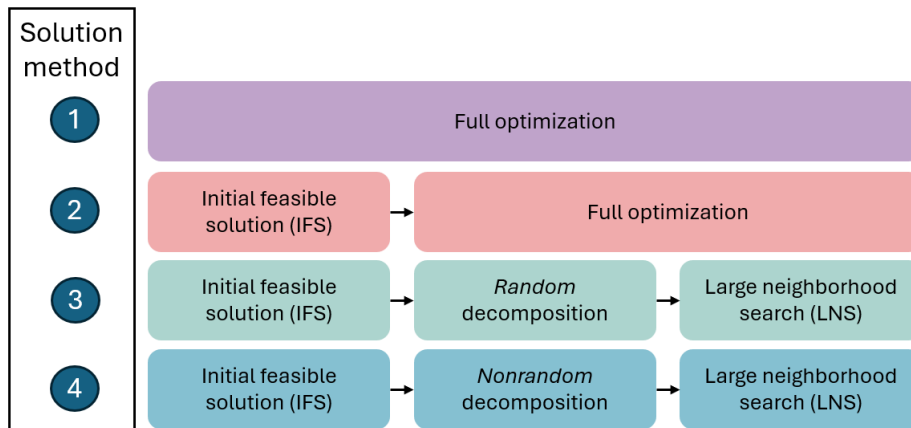 Solution
method
1
Full optimization
2
Initial feasible
solution (IFS)
Full optimization
3
Initial feasible
solution (IFS)
Random
decomposition
Large neighborhood
search (LNS)
4
Initial feasible
solution (IFS)
Nonrandom
decomposition
Large neighborhood
search (LNS)